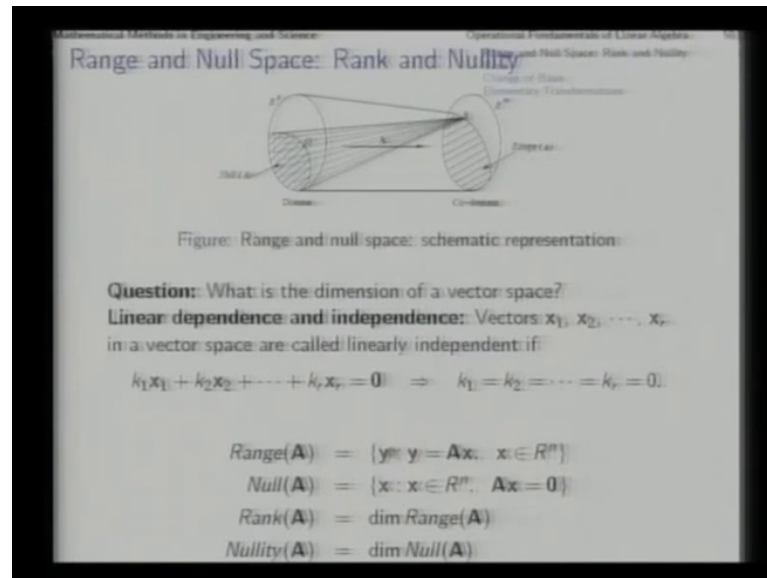 Mathematical Methods in Engineering and Science
Operational Fundamentals of Linear Algebra
Range and Null Space: Rank and Nullity
Range and Null Space: Rank and Nullity
Change of Basis
Elementary Transformations
Domain
Co-domain
Figure: Range and null space: schematic representation
Question: What is the dimension of a vector space?
Linear dependence and independence: Vectors x₁, x₂, ⋯, xᵣ
in a vector space are called linearly independent if
k₁x₁ + k₂x₂ + ⋯ + kᵣxᵣ = 0 ⇒ k₁ = k₂ = ⋯ = kᵣ = 0.
Range(A) = {y : y = Ax, x ∈ Rⁿ}
Null(A) = {x : x ∈ Rⁿ, Ax = 0}
Rank(A) = dim Range(A)
Nullity(A) = dim Null(A)